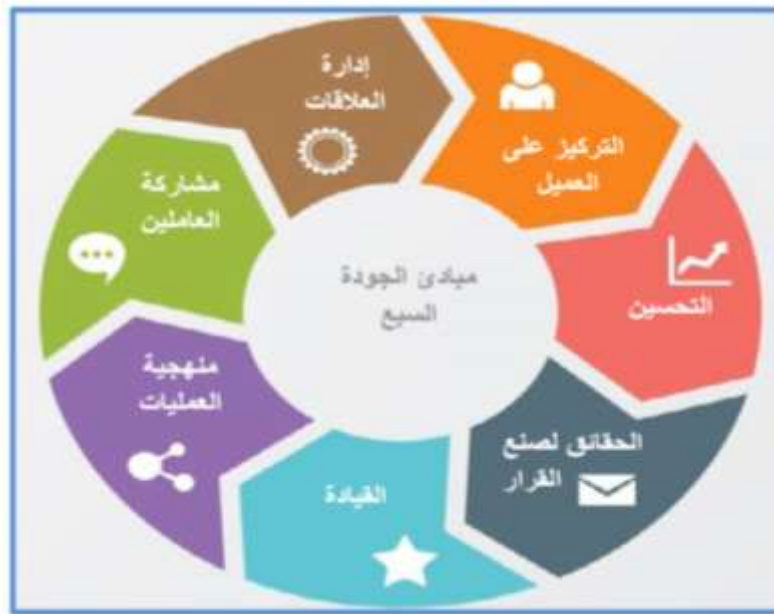 مبادئ الجودة
السبع
التركيز على
العميل
التحسين
الحقائق لصنع
القرار
القيادة
منهجية
العمليات
مشاركة
العاملين
إدارة
العلاقات